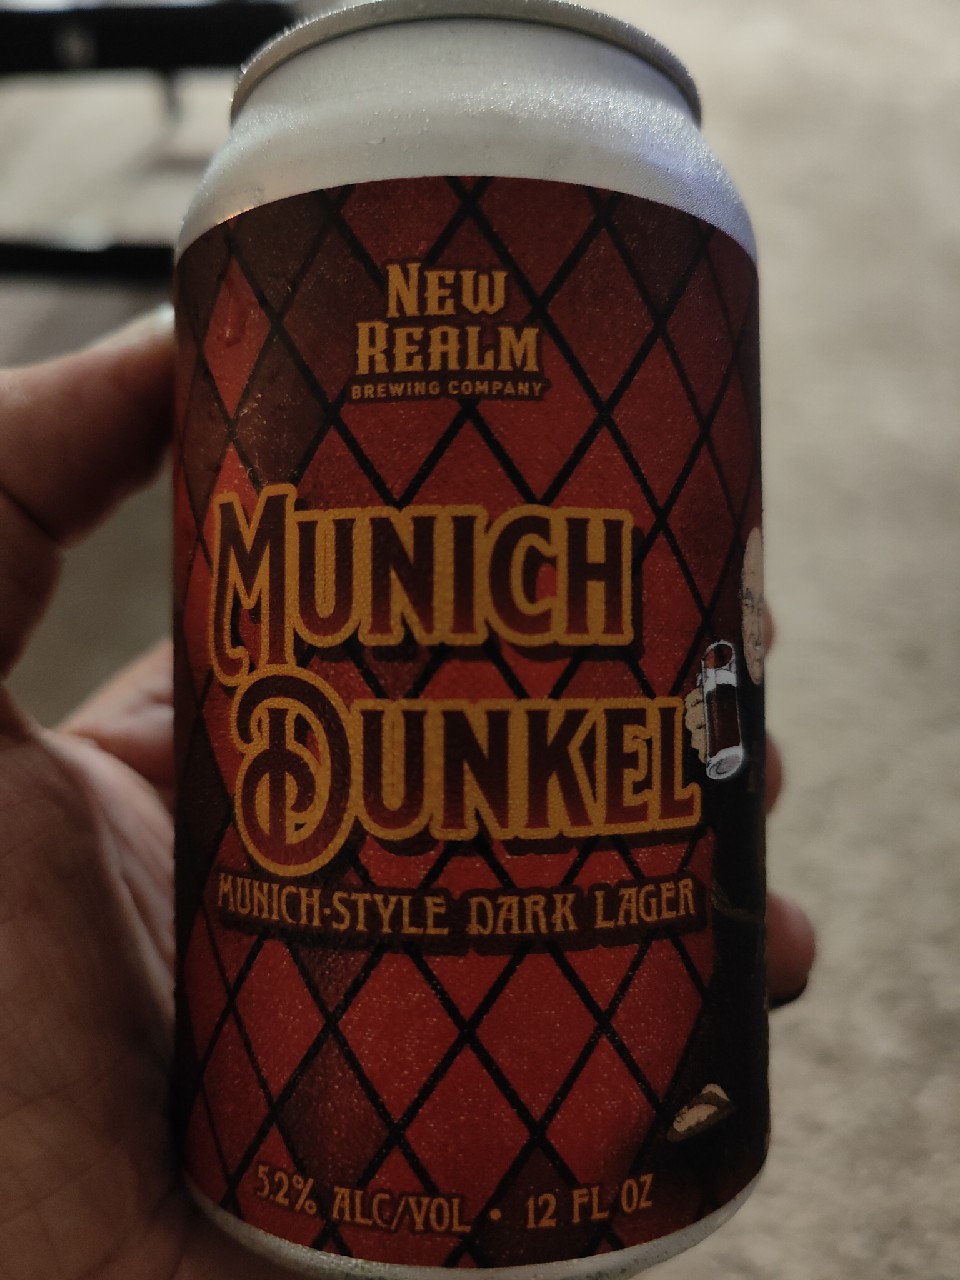 NEW
REALM
BREWING COMPANY
MUNICH
DUNKEL
MUNICH-STYLE DARK LAGER
5.2% ALC/VOL • 12 FL OZ